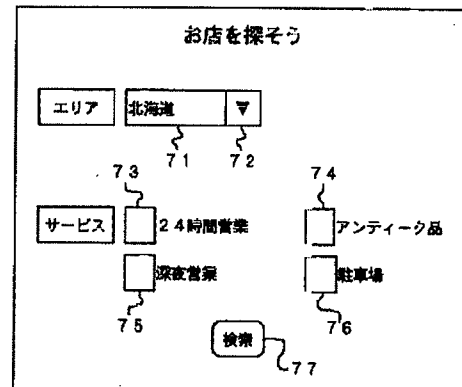 お店を探そう
エリア 北海道 ▼
71 72
73 74
サービス 24時間営業 アンティーク品
深夜営業 駐車場
75 76
検索
77